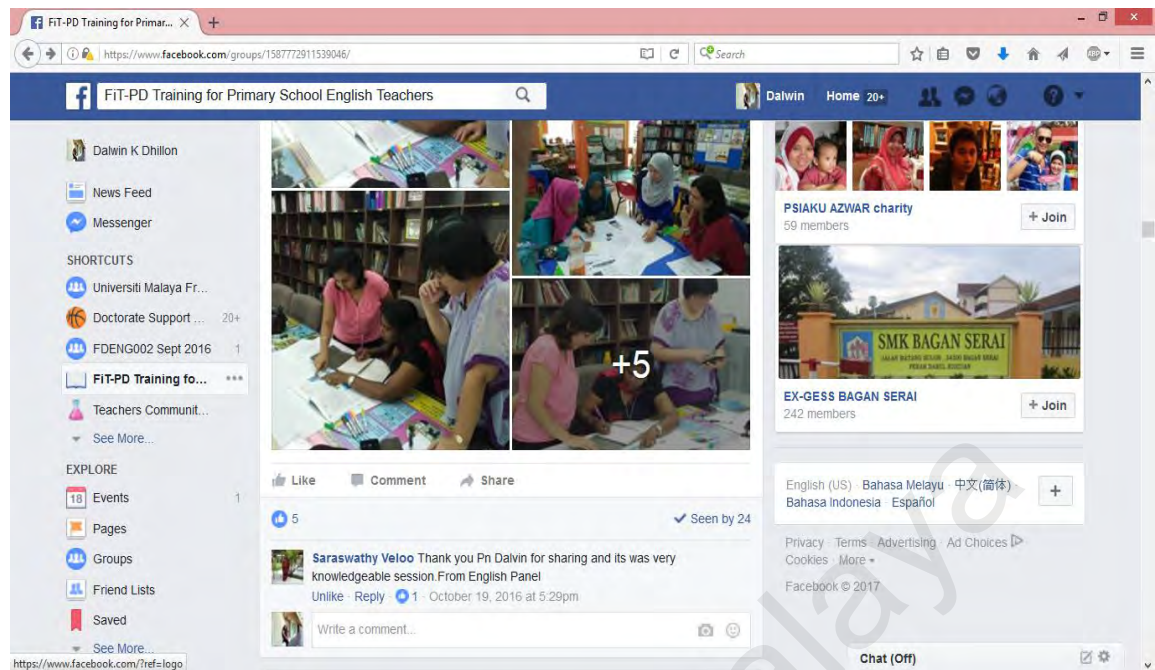 FiT-PD Training for Primar...
https://www.facebook.com/groups/1587772911539046/
Search
ABP
FiT-PD Training for Primary School English Teachers
Dalwin
Home 20+
Dalwin K Dhillon
News Feed
Messenger
SHORTCUTS
Universiti Malaya Fr...
Doctorate Support ... 20+
FDENG002 Sept 2016 1
FiT-PD Training fo...
Teachers Communit...
See More...
EXPLORE
18 Events 1
Pages
Groups
Friend Lists
Saved
See More...
https://www.facebook.com/?ref=logo
+5
Like Comment Share
5
Seen by 24
Saraswathy Veloo Thank you Pn Dalvin for sharing and its was very
knowledgeable session.From English Panel
Unlike · Reply · 1 · October 19, 2016 at 5:29pm
Write a comment...
PSIAKU AZWAR charity
59 members
+ Join
SMK BAGAN SERAI
EX-GESS BAGAN SERAI
242 members
+ Join
English (US) · Bahasa Melayu · 中文(简体) ·
Bahasa Indonesia · Español
+
Privacy · Terms · Advertising · Ad Choices
Cookies · More
Facebook © 2017
Chat (Off)
alaya